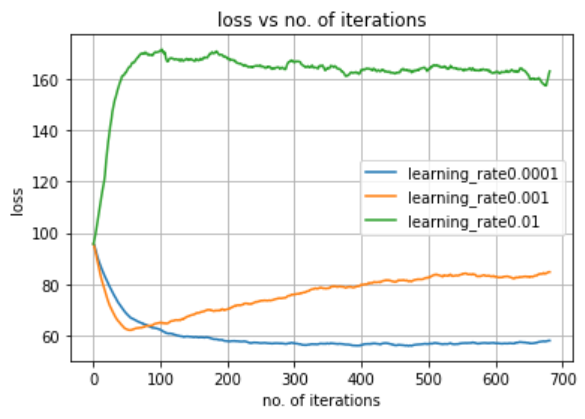 loss vs no. of iterations
160
140
120
100
80
60
loss
learning_rate0.0001
learning_rate0.001
learning_rate0.01
0 100 200 300 400 500 600 700
no. of iterations